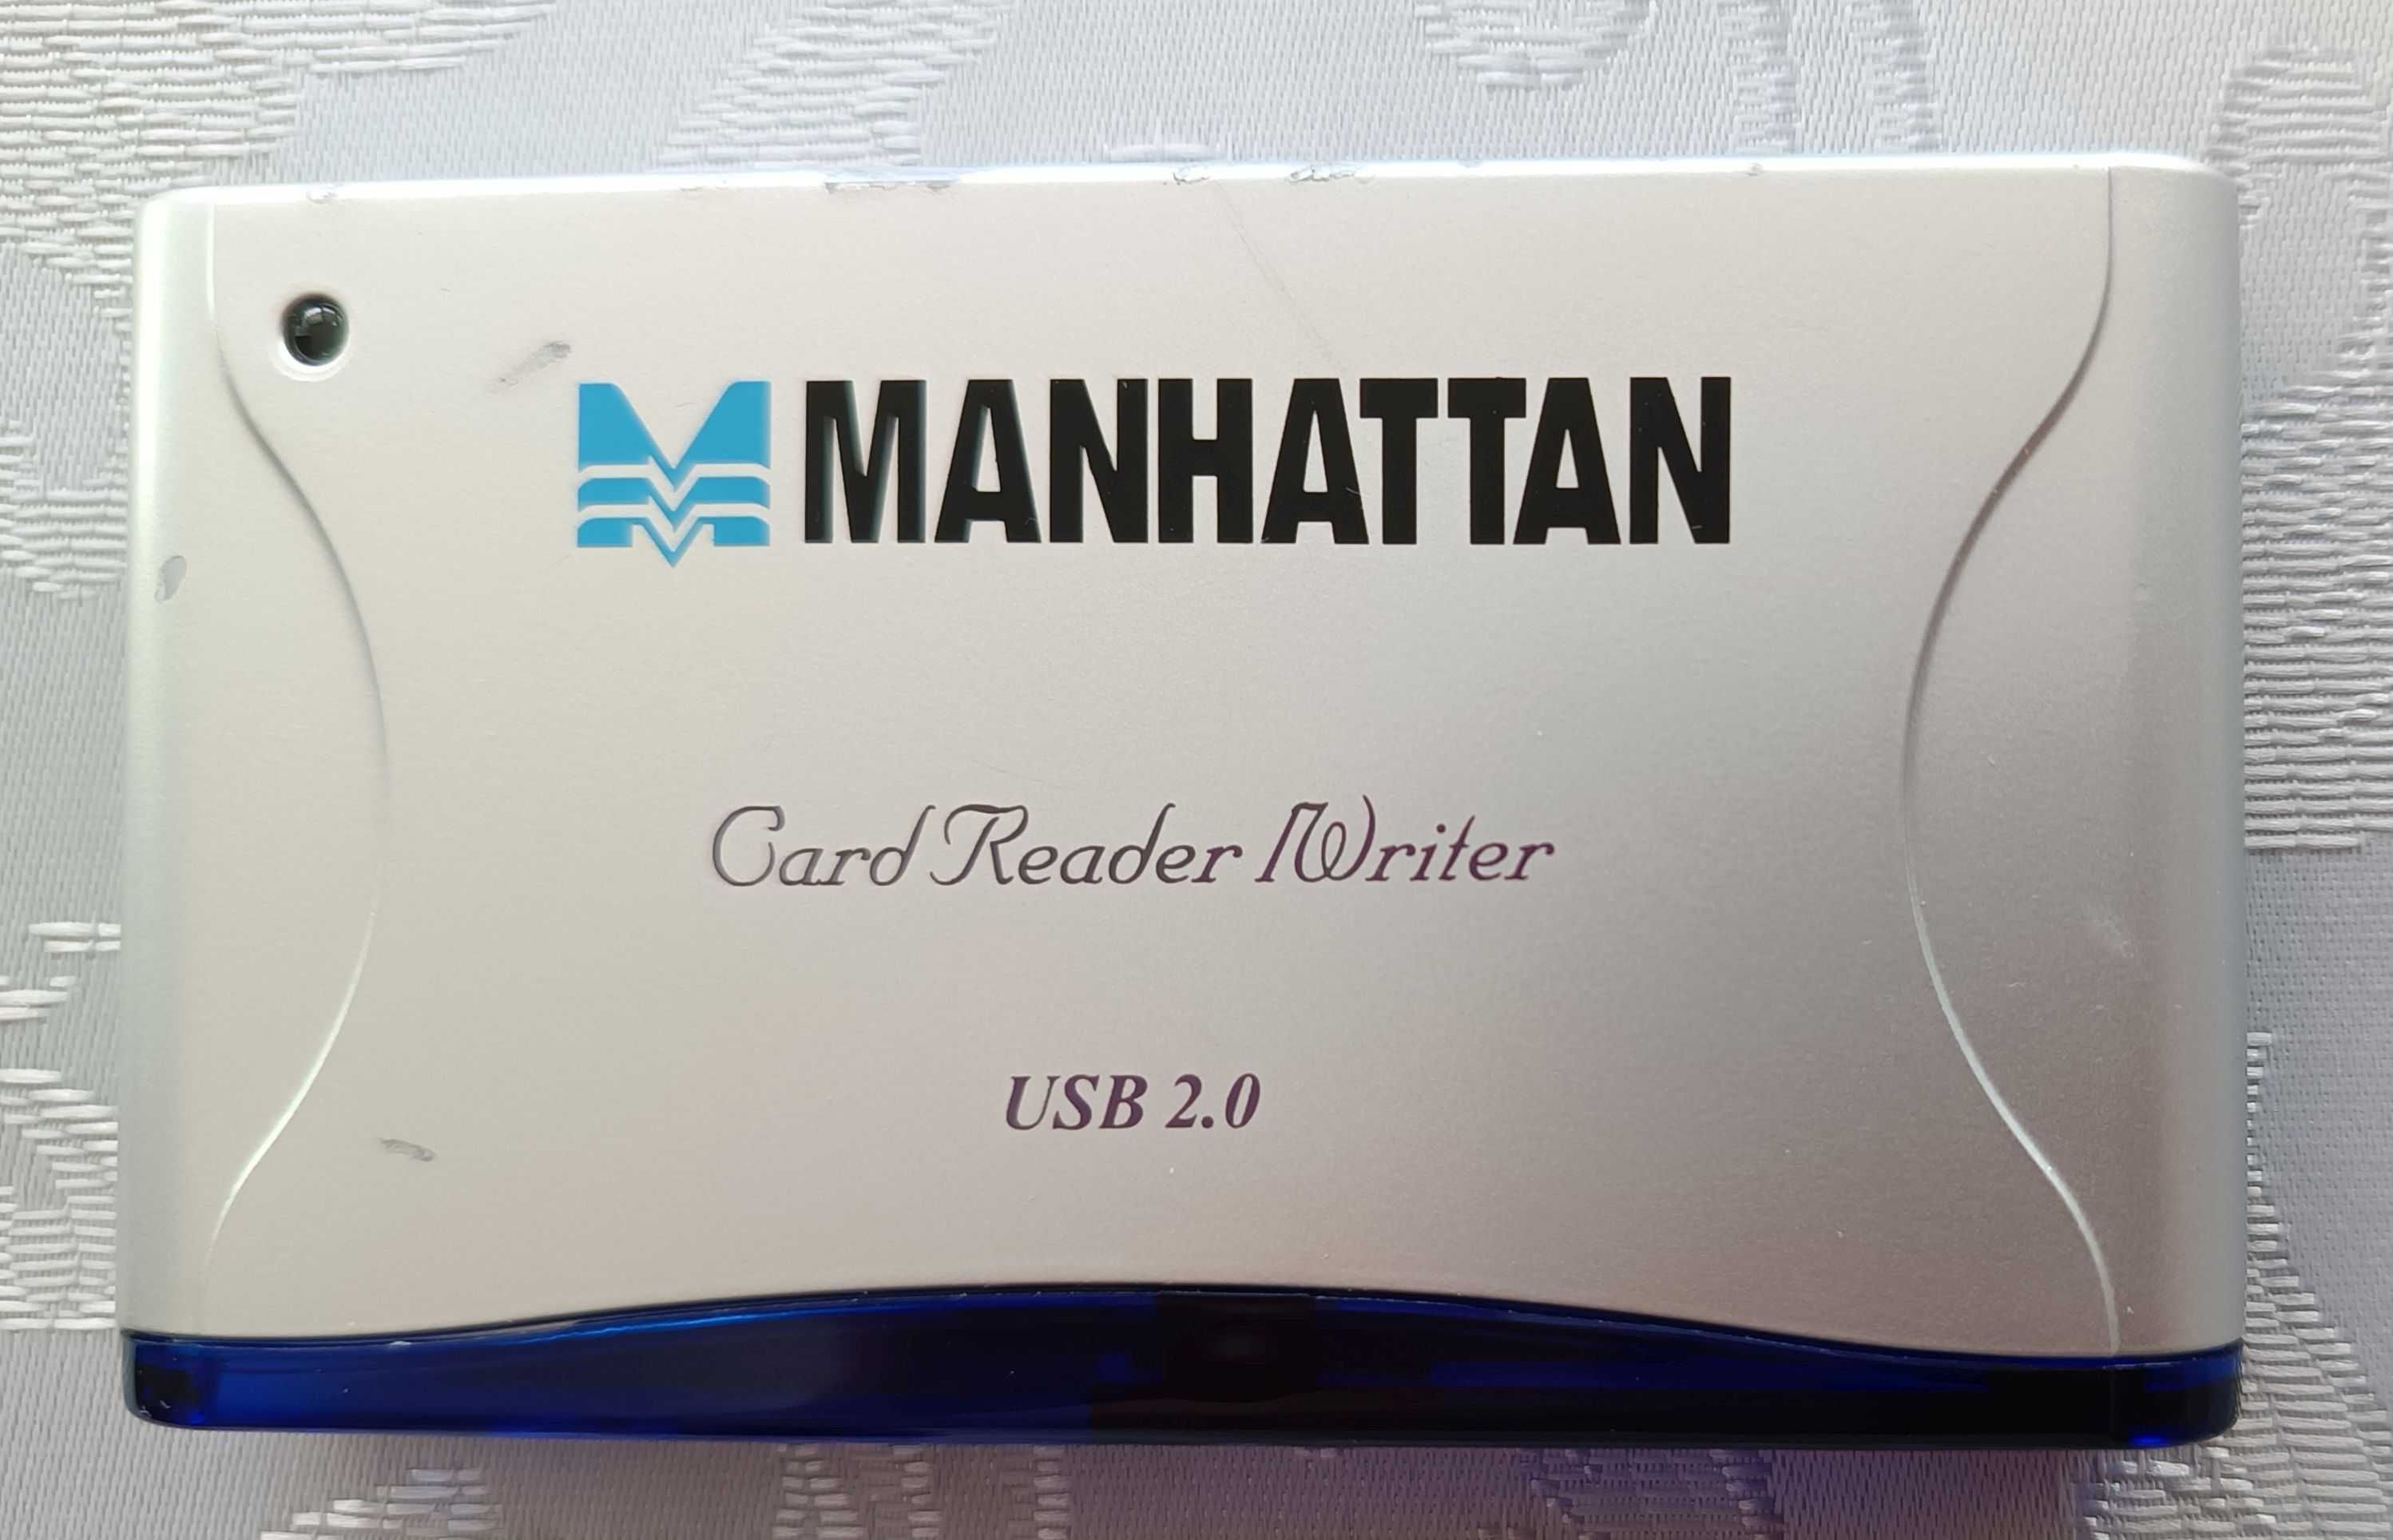 MANHATTAN
Card Reader /Writer
USB 2.0